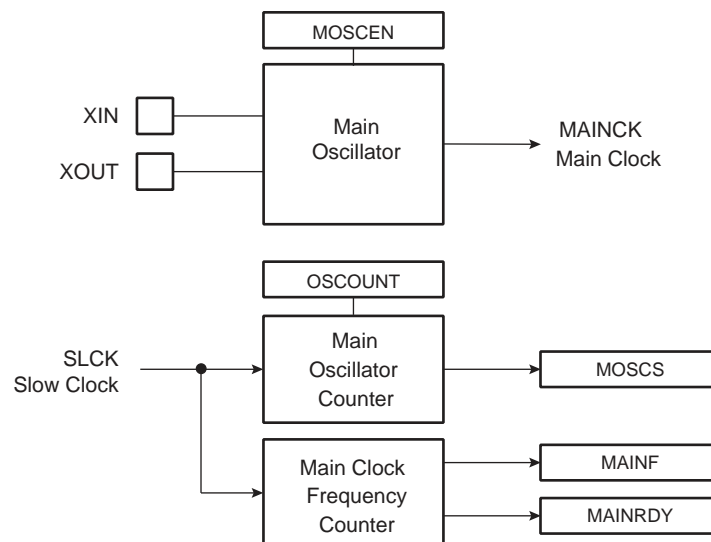 MOSCEN
XIN
XOUT
Main
Oscillator
MAINCK
Main Clock
OSCOUNT
SLCK
Slow Clock
Main
Oscillator
Counter
MOSCS
Main Clock
Frequency
Counter
MAINF
MAINRDY